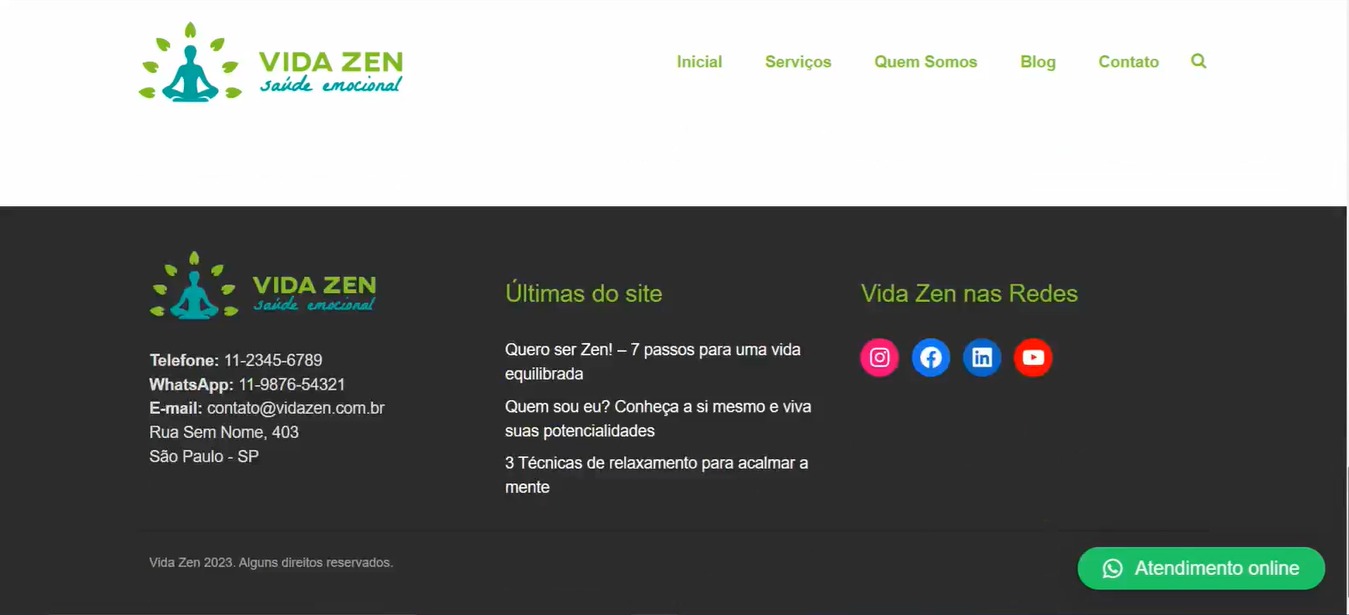 VIDA ZEN
saúde emocional
Inicial
Serviços
Quem Somos
Blog
Contato
VIDA ZEN
saúde emocional
Telefone: 11-2345-6789
WhatsApp: 11-9876-54321
E-mail: contato@vidazen.com.br
Rua Sem Nome, 403
São Paulo - SP
Últimas do site
Quero ser Zen! – 7 passos para uma vida
equilibrada
Quem sou eu? Conheça a si mesmo e viva
suas potencialidades
3 Técnicas de relaxamento para acalmar a
mente
Vida Zen nas Redes
Vida Zen 2023. Alguns direitos reservados.
Atendimento online